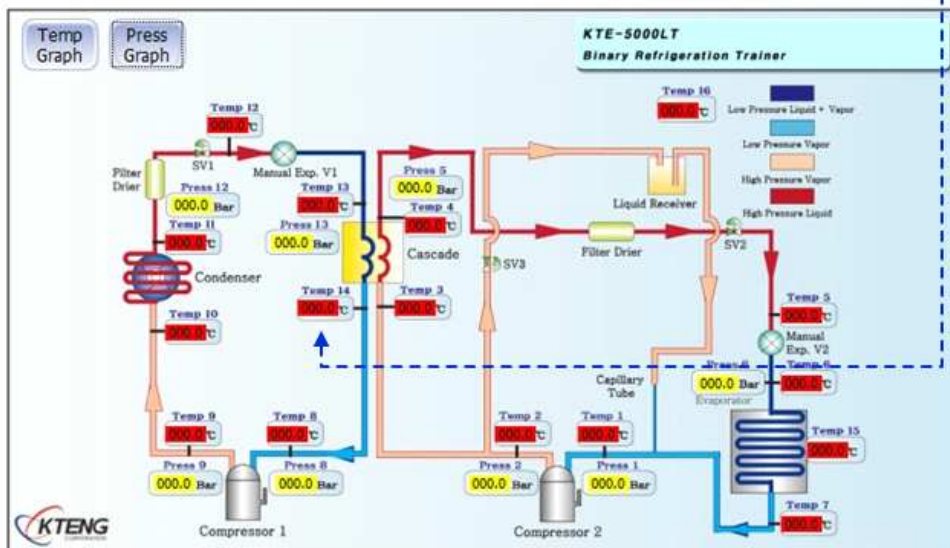 Temp
Graph
Press
Graph
KTE-5000LT
Binary Refrigeration Trainer
Temp 12
000.0 ℃
SV1
Manual Exp. V1
Filter
Drier
Press 12
000.0 Bar
Temp 11
000.0 ℃
Condenser
Temp 10
000.0 ℃
Temp 13
000.0 ℃
Press 13
000.0 Bar
Temp 14
000.0 ℃
Press 5
000.0 Bar
Temp 4
000.0 ℃
Cascade
Temp 3
000.0 ℃
SV3
Liquid Receiver
Filter Drier
SV2
Temp 16
000.0 ℃
Low Pressure Liquid + Vapor
Low Pressure Vapor
High Pressure Vapor
High Pressure Liquid
Temp 5
000.0 ℃
Manual
Exp. V2
Press 6
000.0 Bar
Evaporator
Temp 6
000.0 ℃
Capillary
Tube
Temp 15
000.0 ℃
Temp 7
000.0 ℃
Temp 9
000.0 ℃
Press 9
000.0 Bar
Temp 8
000.0 ℃
Press 8
000.0 Bar
Compressor 1
Temp 2
000.0 ℃
Press 2
000.0 Bar
Temp 1
000.0 ℃
Press 1
000.0 Bar
Compressor 2
KTENG
CORPORATION